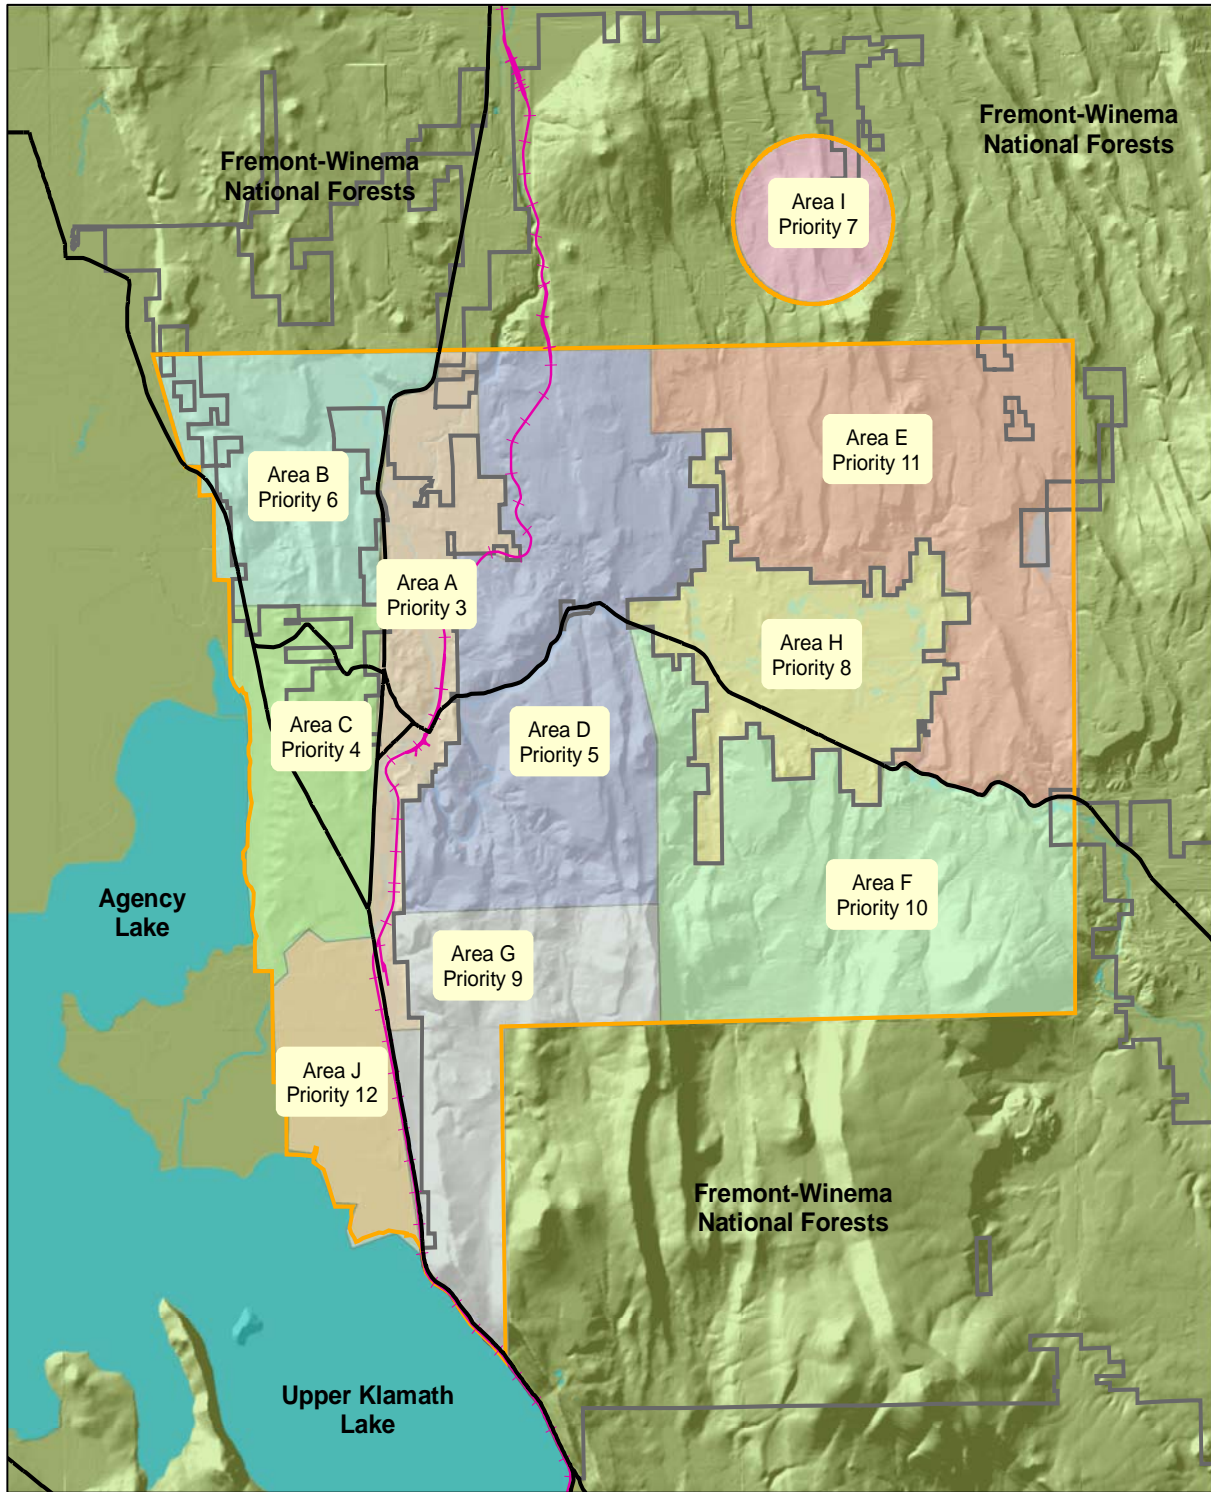 Fremont-Winema
National Forests
Fremont-Winema
National Forests
Area I
Priority 7
Area E
Priority 11
Area B
Priority 6
Area A
Priority 3
Area H
Priority 8
Area C
Priority 4
Area D
Priority 5
Agency
Lake
Area F
Priority 10
Area G
Priority 9
Area J
Priority 12
Fremont-Winema
National Forests
Upper Klamath
Lake